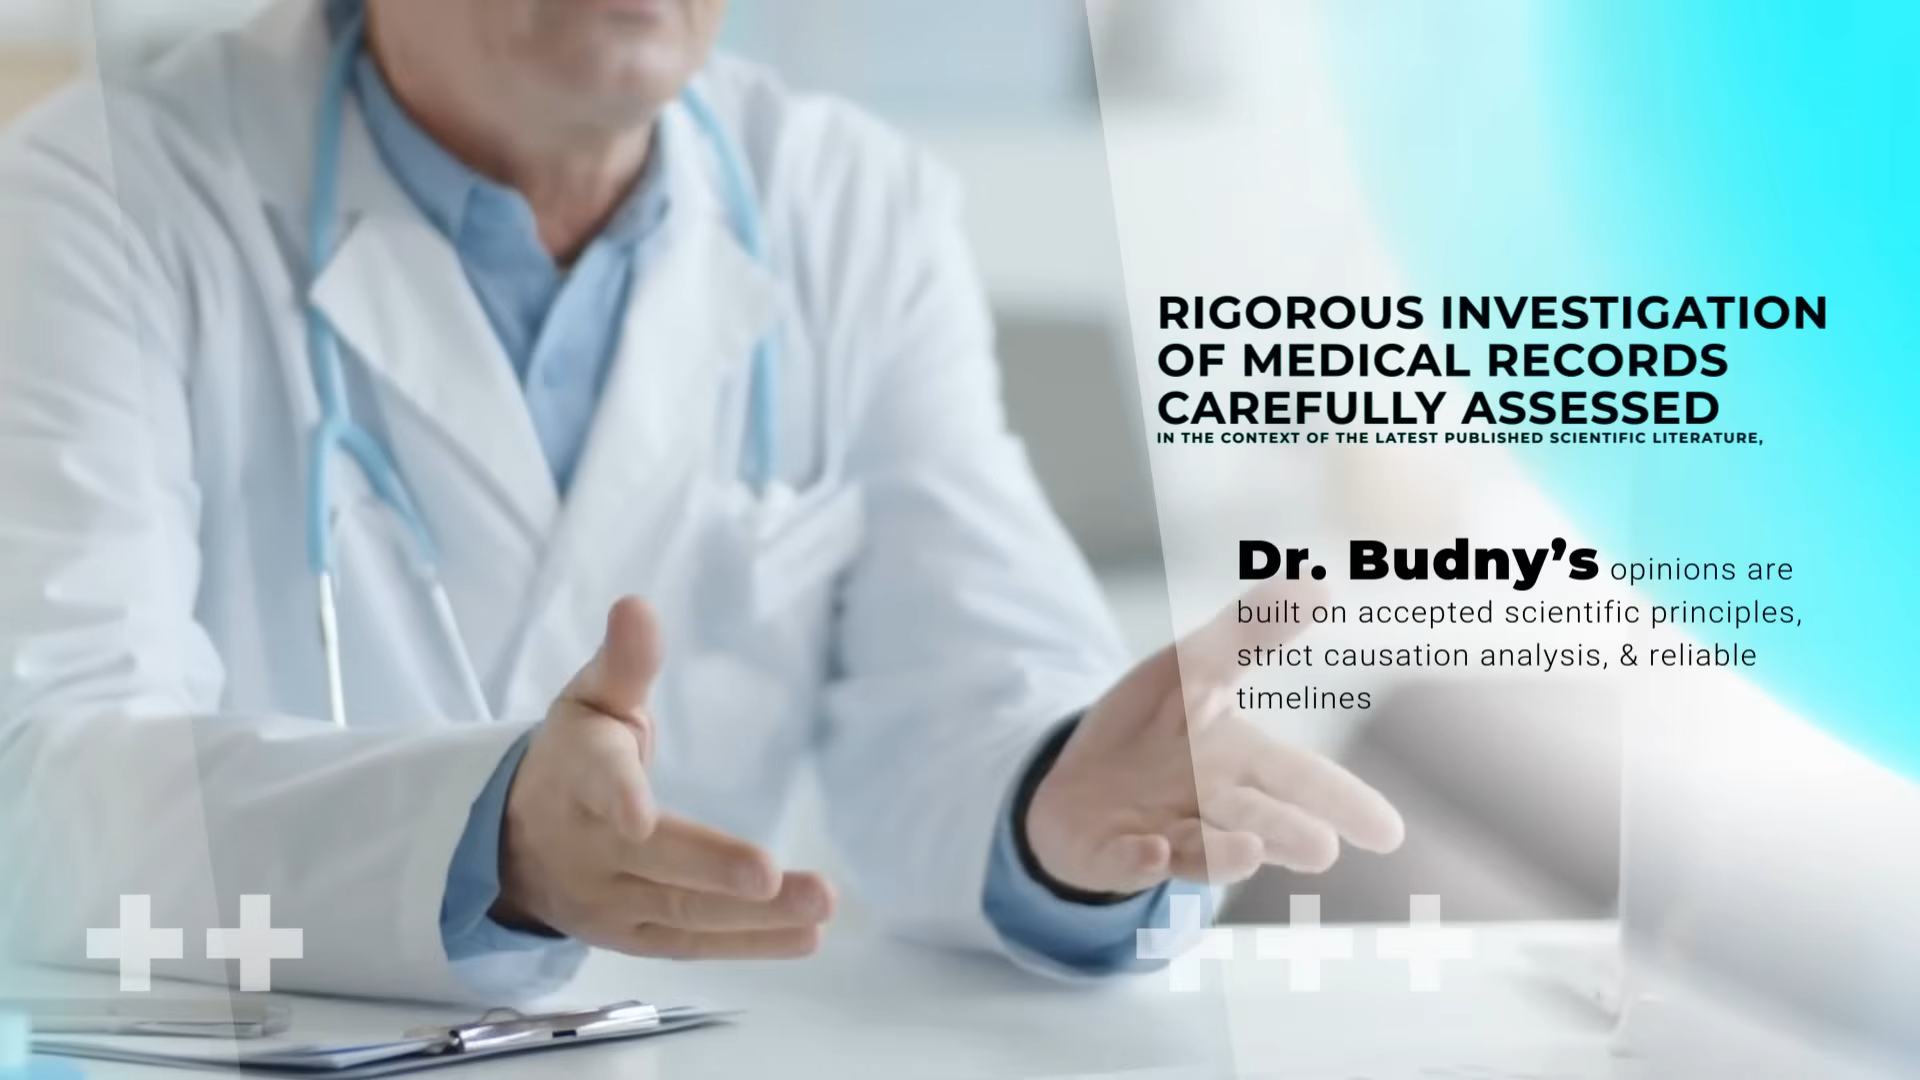 RIGOROUS INVESTIGATION
OF MEDICAL RECORDS
CAREFULLY ASSESSED
IN THE CONTEXT OF THE LATEST PUBLISHED SCIENTIFIC LITERATURE,
Dr. Budny’s opinions are
built on accepted scientific principles,
strict causation analysis, & reliable
timelines